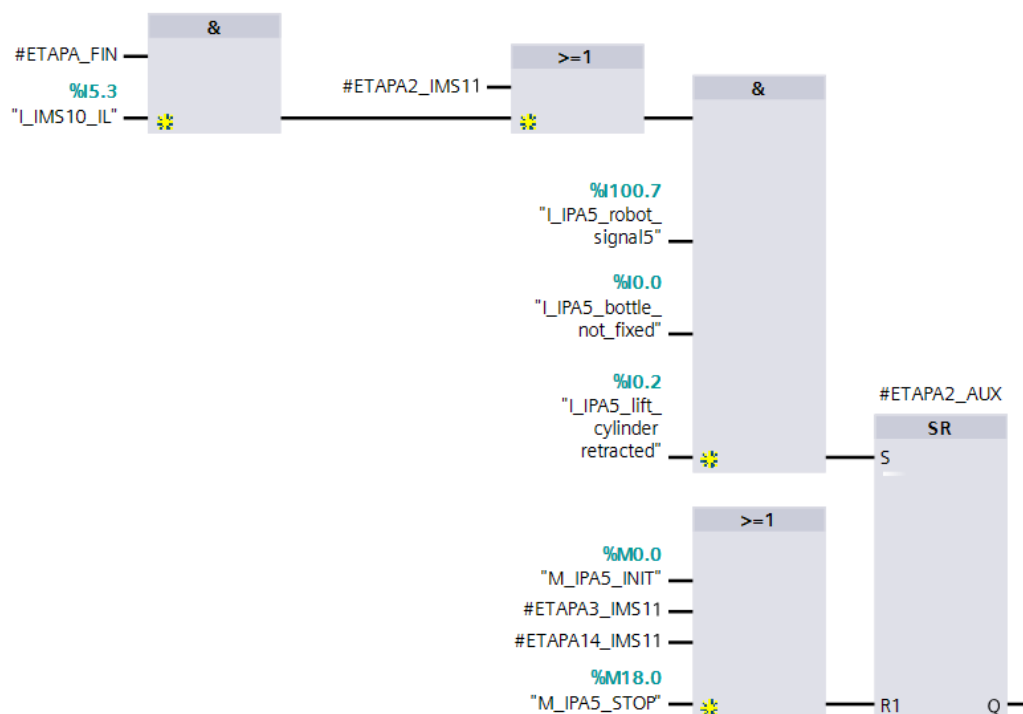 &
#ETAPA_FIN
%I5.3
"I_IMS10_IL"
>=1
#ETAPA2_IMS11
&
%I100.7
"I_IPA5_robot_
signal5"
%I0.0
"I_IPA5_bottle_
not_fixed"
%I0.2
"I_IPA5_lift_
cylinder
retracted"
#ETAPA2_AUX
SR
S
>=1
%M0.0
"M_IPA5_INIT"
#ETAPA3_IMS11
#ETAPA14_IMS11
%M18.0
"M_IPA5_STOP"
R1
Q